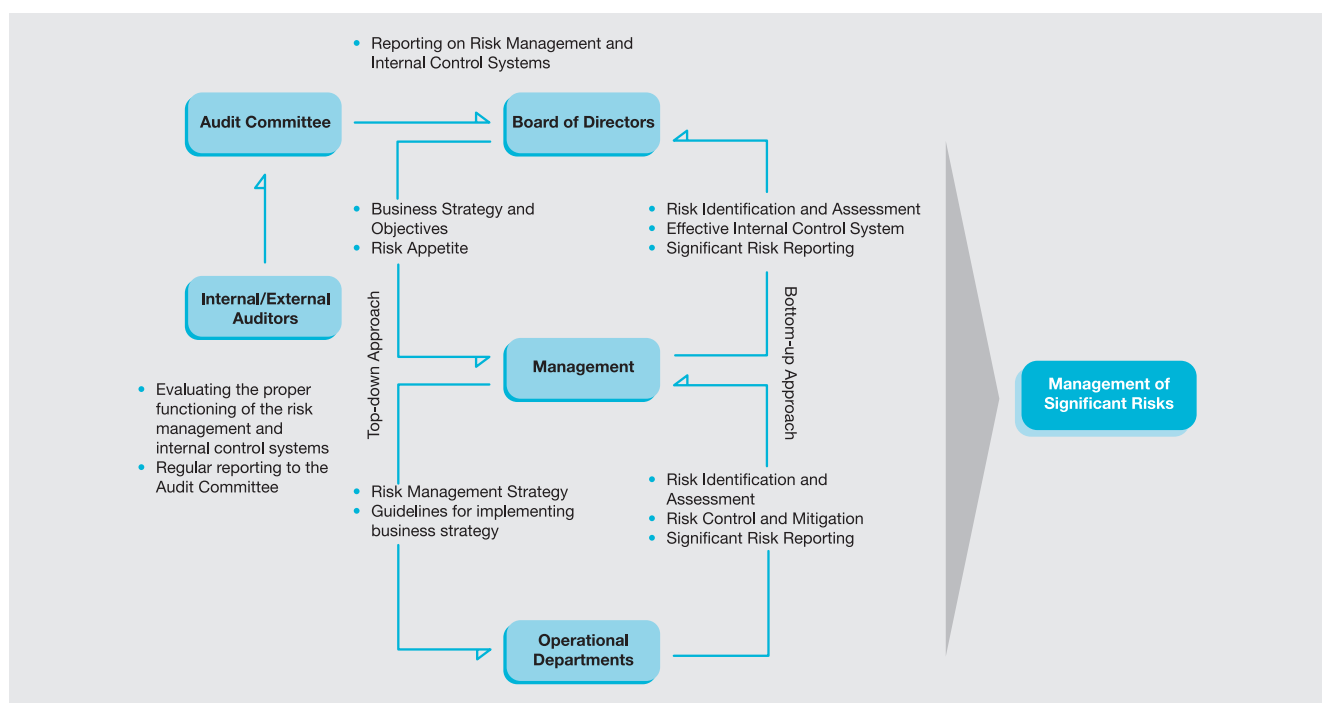 • Reporting on Risk Management and
Internal Control Systems
Audit Committee
Board of Directors
• Business Strategy and
Objectives
• Risk Appetite
• Risk Identification and Assessment
• Effective Internal Control System
• Significant Risk Reporting
Internal/External
Auditors
Top-down Approach
Bottom-up Approach
Management
• Evaluating the proper
functioning of the risk
management and
internal control systems
• Regular reporting to the
Audit Committee
Management of
Significant Risks
• Risk Management Strategy
• Guidelines for implementing
business strategy
• Risk Identification and
Assessment
• Risk Control and Mitigation
• Significant Risk Reporting
Operational
Departments